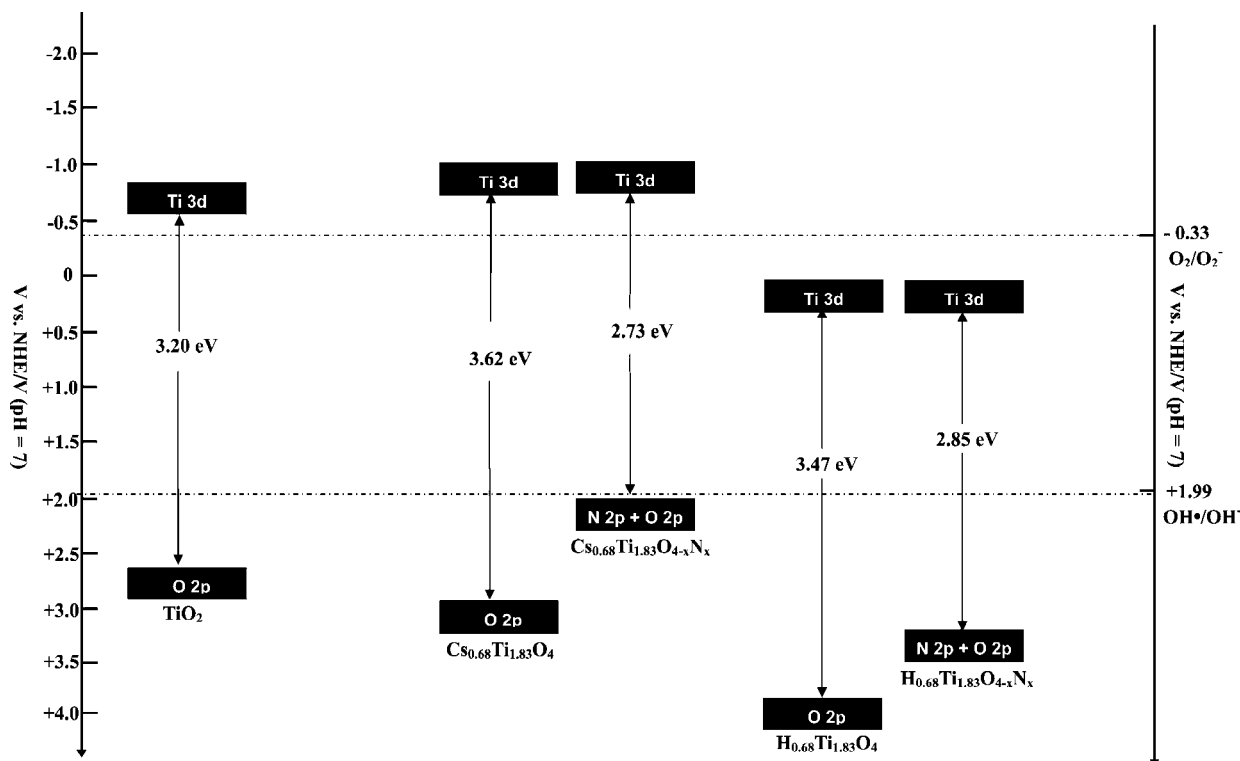 -2.0
-1.5
-1.0
-0.5
0
+0.5
+1.0
+1.5
+2.0
+2.5
+3.0
+3.5
+4.0
V vs. NHE/V (pH = 7)
Ti 3d
3.20 eV
O 2p
TiO₂
Ti 3d
3.62 eV
O 2p
Cs₀.₆₈Ti₁.₈₃O₄
Ti 3d
2.73 eV
N 2p + O 2p
Cs₀.₆₈Ti₁.₈₃O₄₋ₓNₓ
Ti 3d
3.47 eV
O 2p
H₀.₆₈Ti₁.₈₃O₄
Ti 3d
2.85 eV
N 2p + O 2p
H₀.₆₈Ti₁.₈₃O₄₋ₓNₓ
- 0.33
O₂/O₂⁻
V vs. NHE/V (pH = 7)
+1.99
OH•/OH⁻